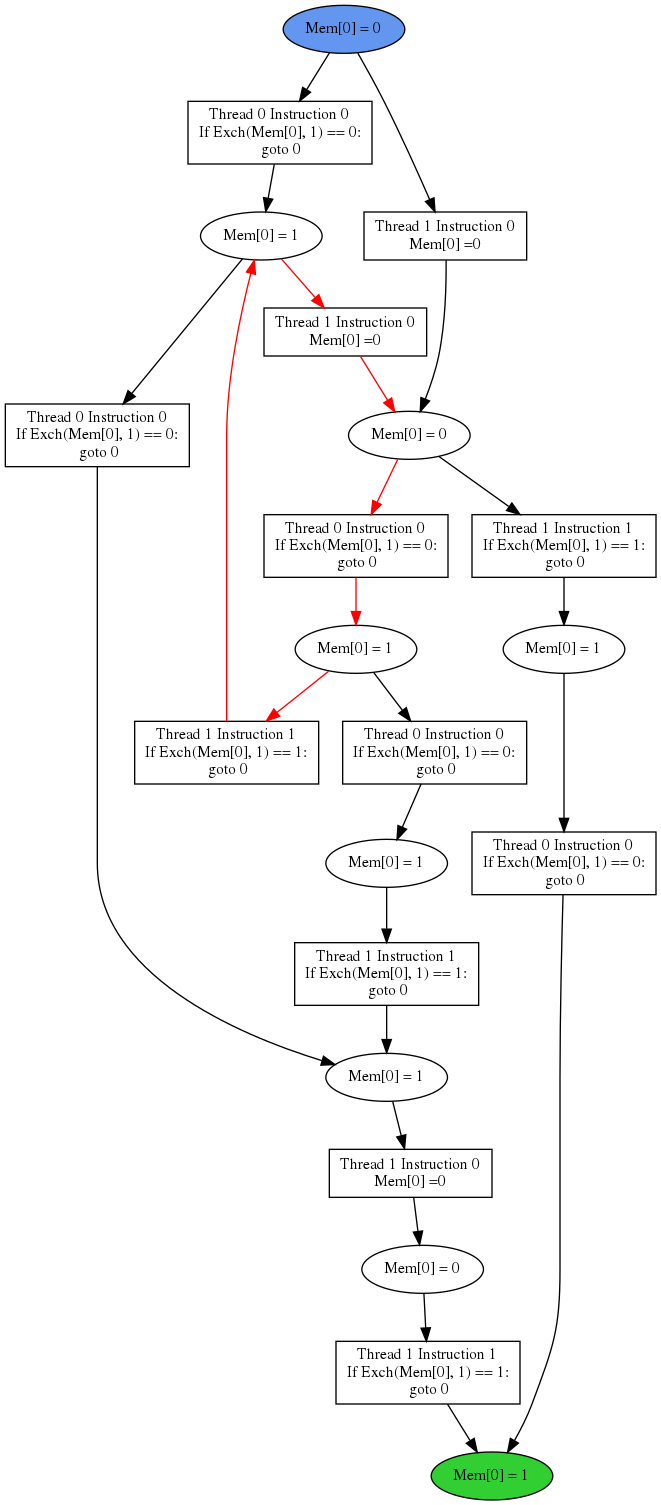 Mem[0] = 0
Thread 0 Instruction 0
If Exch(Mem[0], 1) == 0:
goto 0
Mem[0] = 1
Thread 1 Instruction 0
Mem[0] =0
Thread 1 Instruction 0
Mem[0] =0
Thread 0 Instruction 0
If Exch(Mem[0], 1) == 0:
goto 0
Mem[0] = 0
Thread 0 Instruction 0
If Exch(Mem[0], 1) == 0:
goto 0
Thread 1 Instruction 1
If Exch(Mem[0], 1) == 1:
goto 0
Mem[0] = 1
Mem[0] = 1
Thread 1 Instruction 1
If Exch(Mem[0], 1) == 1:
goto 0
Thread 0 Instruction 0
If Exch(Mem[0], 1) == 0:
goto 0
Mem[0] = 1
Thread 0 Instruction 0
If Exch(Mem[0], 1) == 0:
goto 0
Thread 1 Instruction 1
If Exch(Mem[0], 1) == 1:
goto 0
Mem[0] = 1
Thread 1 Instruction 0
Mem[0] =0
Mem[0] = 0
Thread 1 Instruction 1
If Exch(Mem[0], 1) == 1:
goto 0
Mem[0] = 1